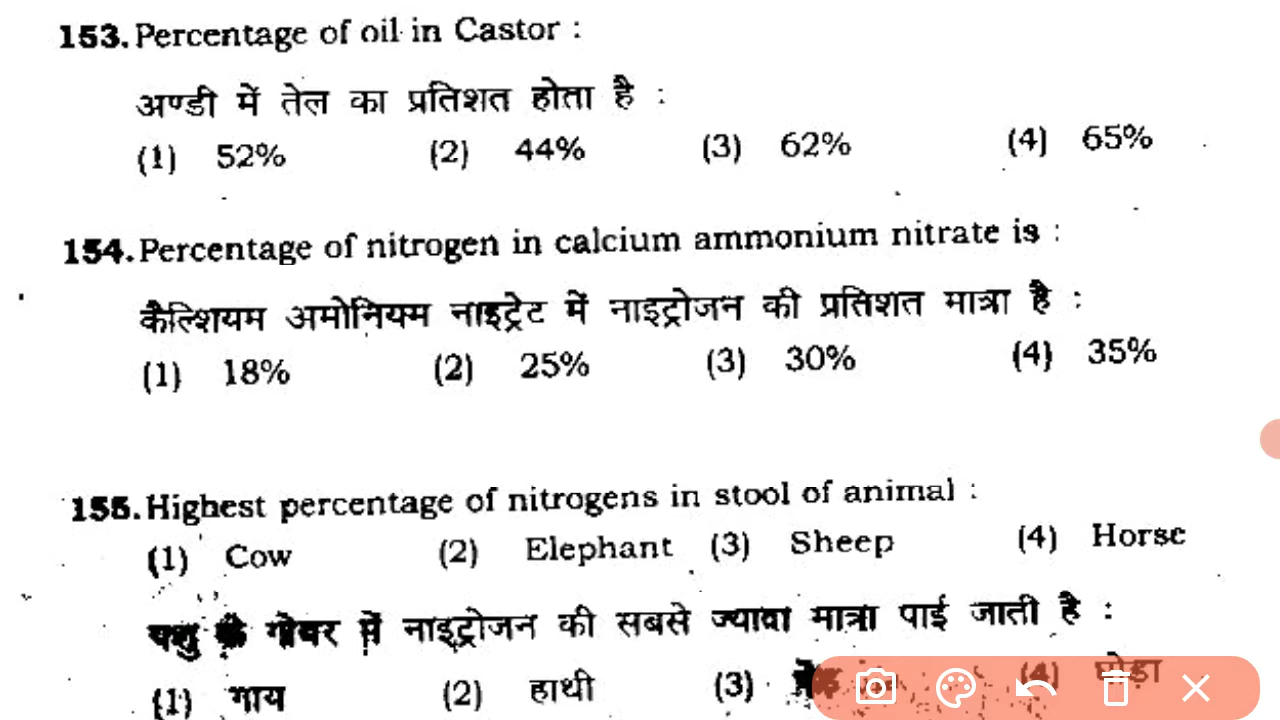 153. Percentage of oil in Castor :
अण्डी में तेल का प्रतिशत होता है :
(1) 52% (2) 44% (3) 62% (4) 65%
154. Percentage of nitrogen in calcium ammonium nitrate is :
कैल्शियम अमोनियम नाइट्रेट में नाइट्रोजन की प्रतिशत मात्रा है :
(1) 18% (2) 25% (3) 30% (4) 35%
155. Highest percentage of nitrogens in stool of animal :
(1) Cow (2) Elephant (3) Sheep (4) Horse
पशु के गोबर में नाइट्रोजन की सबसे ज्यादा मात्रा पाई जाती है :
(1) गाय (2) हाथी (3) (4) घोड़ा